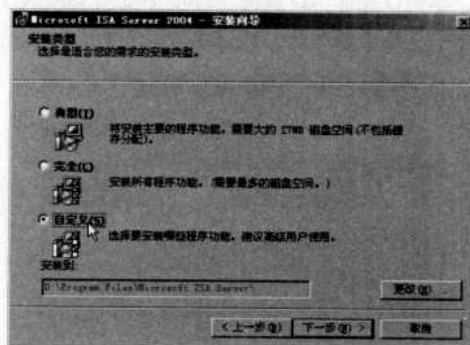 Microsoft ISA Server 2004 - 安装向导
安装类型
选择最适合您的需求的安装类型。
典型(T)
将安装主要的程序功能。需要大约 27MB 磁盘空间(不包括缓存分配)。
完全(C)
安装所有程序功能。(需要最多的磁盘空间。)
自定义(S)
选择要安装哪些程序功能。建议高级用户使用。
安装到:
D:\Program Files\Microsoft ISA Server\
更改
<上一步
下一步 >
取消